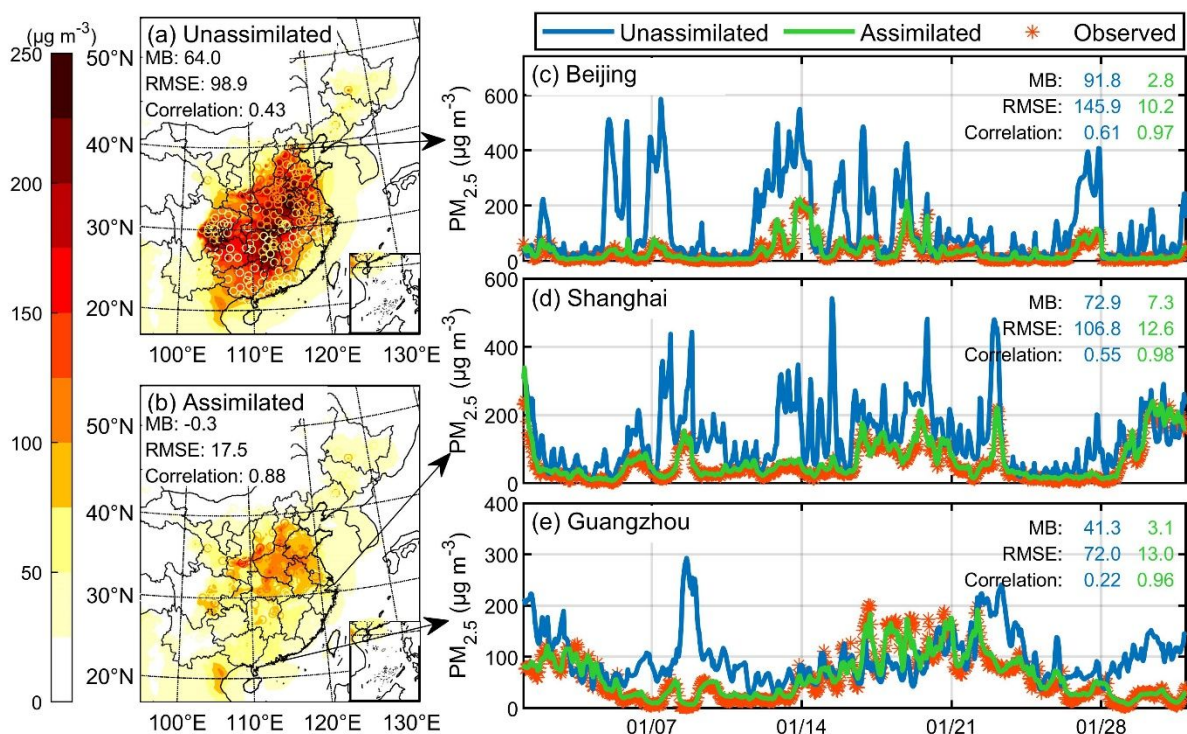 (µg m-3)
250
200
150
100
50
0
(a) Unassimilated
MB: 64.0
RMSE: 98.9
Correlation: 0.43
50°N
40°N
30°N
20°N
100°E 110°E 120°E 130°E
(b) Assimilated
MB: -0.3
RMSE: 17.5
Correlation: 0.88
50°N
40°N
30°N
20°N
100°E 110°E 120°E 130°E
Unassimilated Assimilated Observed
(c) Beijing
MB: 91.8 2.8
RMSE: 145.9 10.2
Correlation: 0.61 0.97
PM2.5 (µg m-3)
600
400
200
0
(d) Shanghai
MB: 72.9 7.3
RMSE: 106.8 12.6
Correlation: 0.55 0.98
PM2.5 (µg m-3)
600
400
200
0
(e) Guangzhou
MB: 41.3 3.1
RMSE: 72.0 13.0
Correlation: 0.22 0.96
PM2.5 (µg m-3)
400
300
200
100
0
01/07 01/14 01/21 01/28